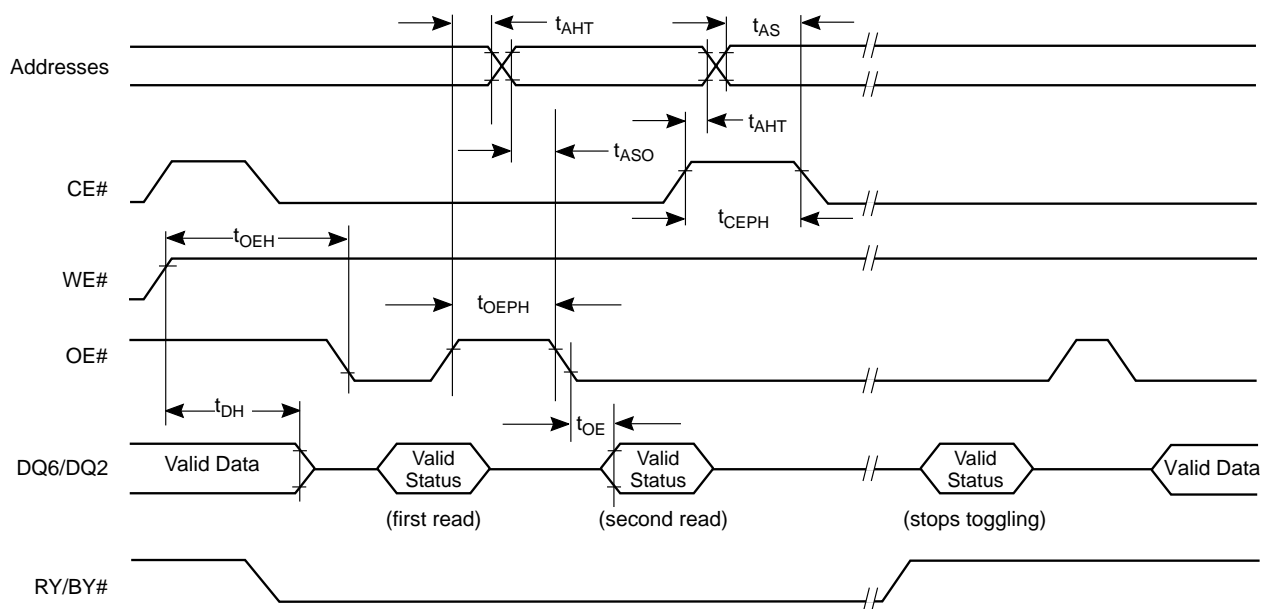 tAHT
tAS
Addresses
tAHT
tASO
CE#
tCEPH
tOEH
WE#
tOEPH
OE#
tDH
tOE
DQ6/DQ2
Valid Data
Valid
Status
Valid
Status
Valid
Status
Valid Data
(first read)
(second read)
(stops toggling)
RY/BY#